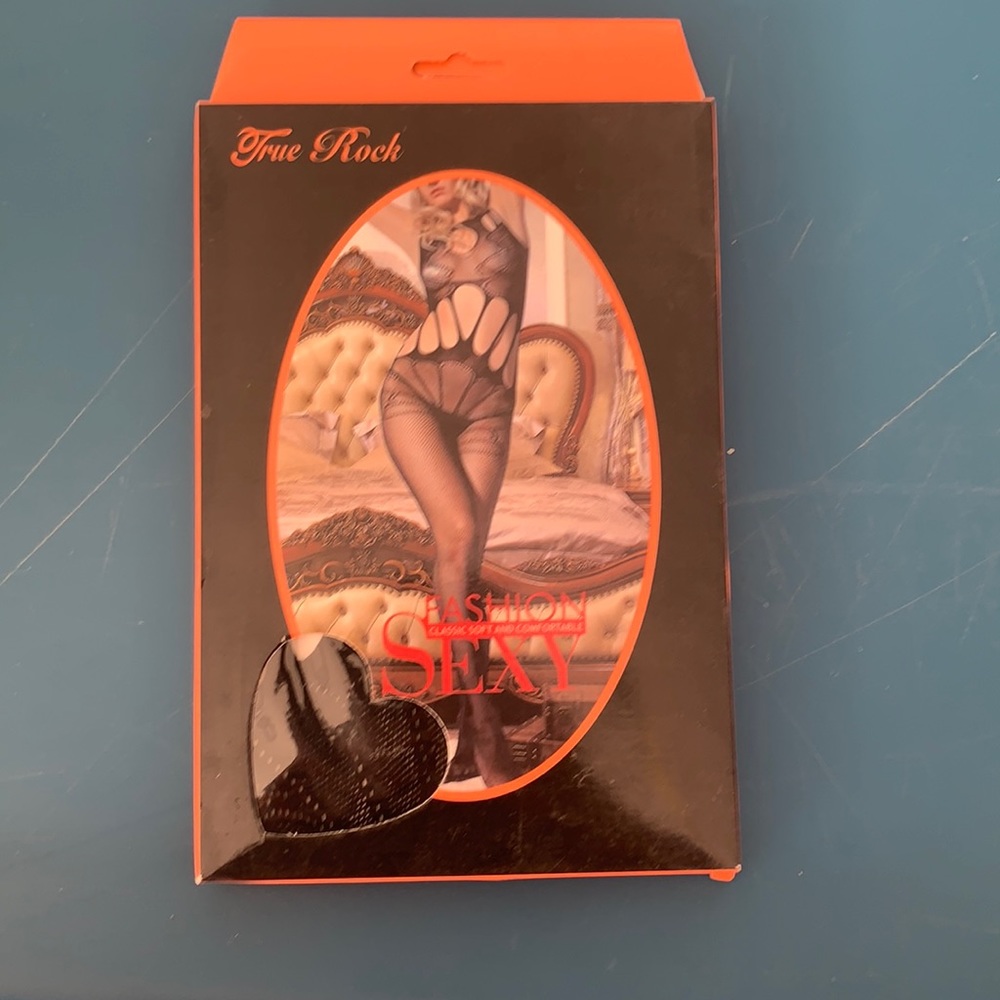 True Rock
FASHION
CLASSIC SOFT AND COMFORTABLE
SEXY